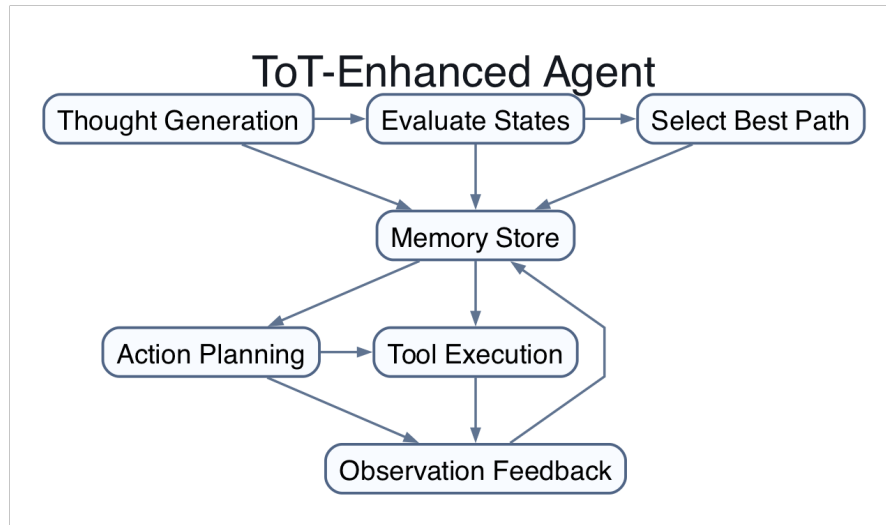 ToT-Enhanced Agent
Thought Generation
Evaluate States
Select Best Path
Memory Store
Action Planning
Tool Execution
Observation Feedback